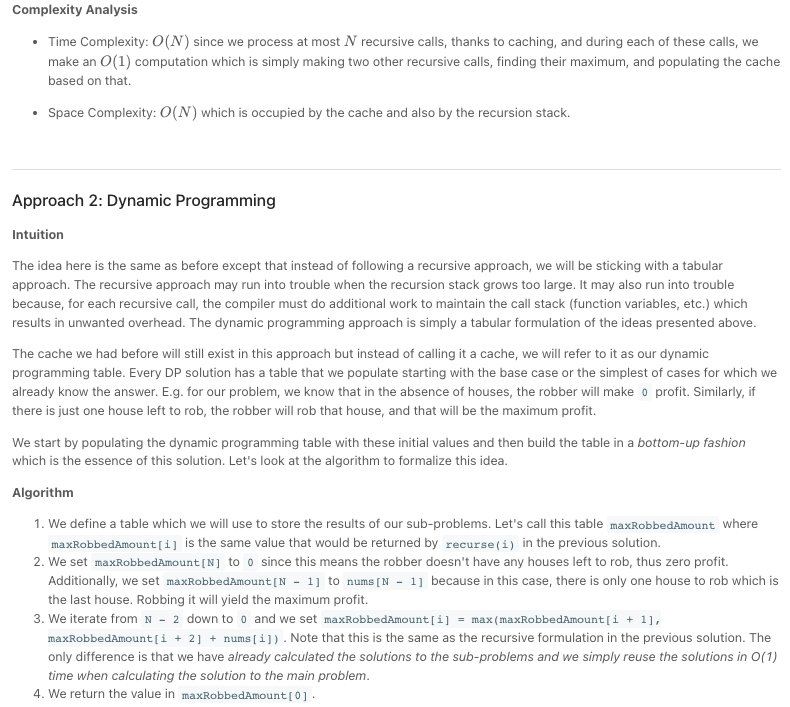 Complexity Analysis
• Time Complexity: O(N) since we process at most N recursive calls, thanks to caching, and during each of these calls, we
make an O(1) computation which is simply making two other recursive calls, finding their maximum, and populating the cache
based on that.
• Space Complexity: O(N) which is occupied by the cache and also by the recursion stack.
Approach 2: Dynamic Programming
Intuition
The idea here is the same as before except that instead of following a recursive approach, we will be sticking with a tabular
approach. The recursive approach may run into trouble when the recursion stack grows too large. It may also run into trouble
because, for each recursive call, the compiler must do additional work to maintain the call stack (function variables, etc.) which
results in unwanted overhead. The dynamic programming approach is simply a tabular formulation of the ideas presented above.
The cache we had before will still exist in this approach but instead of calling it a cache, we will refer to it as our dynamic
programming table. Every DP solution has a table that we populate starting with the base case or the simplest of cases for which we
already know the answer. E.g. for our problem, we know that in the absence of houses, the robber will make 0 profit. Similarly, if
there is just one house left to rob, the robber will rob that house, and that will be the maximum profit.
We start by populating the dynamic programming table with these initial values and then build the table in a bottom-up fashion
which is the essence of this solution. Let's look at the algorithm to formalize this idea.
Algorithm
1. We define a table which we will use to store the results of our sub-problems. Let's call this table maxRobbedAmount where
maxRobbedAmount[i] is the same value that would be returned by recurse(i) in the previous solution.
2. We set maxRobbedAmount[N] to 0 since this means the robber doesn't have any houses left to rob, thus zero profit.
Additionally, we set maxRobbedAmount[N - 1] to nums[N - 1] because in this case, there is only one house to rob which is
the last house. Robbing it will yield the maximum profit.
3. We iterate from N - 2 down to 0 and we set maxRobbedAmount[i] = max(maxRobbedAmount[i + 1],
maxRobbedAmount[i + 2] + nums[i]). Note that this is the same as the recursive formulation in the previous solution. The
only difference is that we have already calculated the solutions to the sub-problems and we simply reuse the solutions in O(1)
time when calculating the solution to the main problem.
4. We return the value in maxRobbedAmount[0].